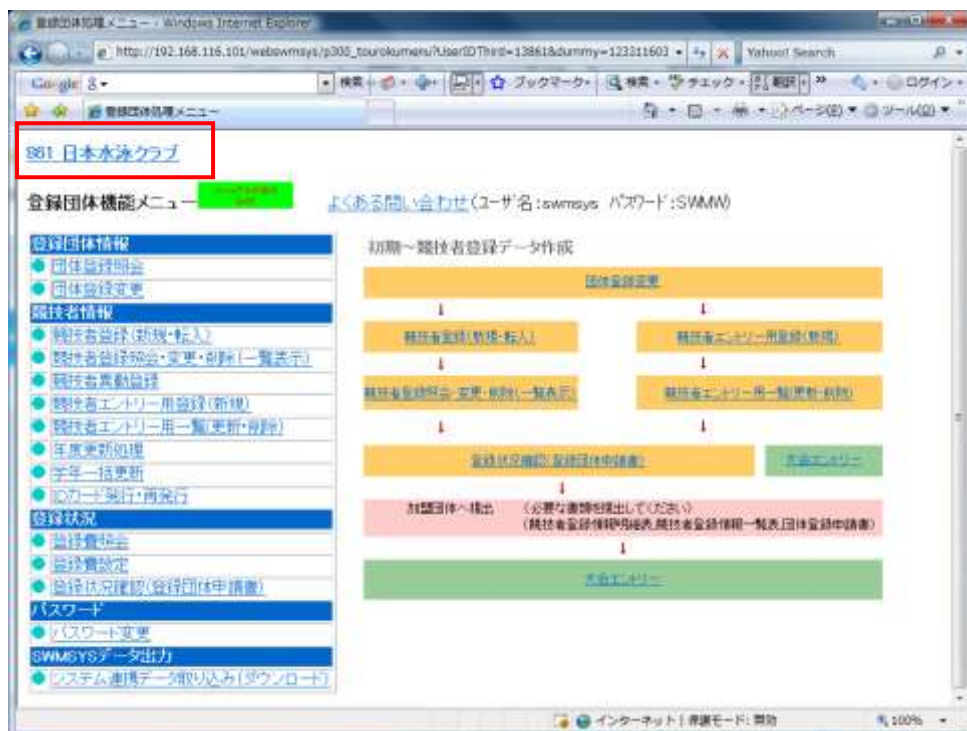 登録団体処理メニュー - Windows Internet Explorer
http://192.168.116.101/webswmsys/p300_tourokumenu?UserIDThird=13861&dummy=123311603
Yahoo! Search
Google
検索
ブックマーク
検索
チェック
翻訳
ログイン
登録団体処理メニュー
ページ(P)
ツール(O)
861 日本水泳クラブ
登録団体機能メニュー
よくある問い合わせ(ユーザ名:swmsys パスワード:SWMW)
登録団体情報
団体登録照会
団体登録変更
競技者情報
競技者登録(新規・転入)
競技者登録照会・変更・削除(一覧表示)
競技者異動登録
競技者エントリー用登録(新規)
競技者エントリー用一覧(更新・削除)
年度更新処理
学年一括更新
IDカード発行・再発行
登録状況
登録費照会
登録費設定
登録状況確認(登録団体申請書)
パスワード
パスワード変更
SWMSYSデータ出力
システム連携データ取り込み(ダウンロード)
初期〜競技者登録データ作成
団体登録変更
↓ ↓
競技者登録(新規・転入) 競技者エントリー用登録(新規)
↓ ↓
競技者登録照会・変更・削除(一覧表示) 競技者エントリー用一覧(更新・削除)
↓ ↓
登録状況確認(登録団体申請書) 大会エントリー
↓
加盟団体へ提出 (必要な書類を提出してください)
(競技者登録情報明細表,競技者登録情報一覧表,団体登録申請書)
↓
大会エントリー
インターネット | 保護モード: 無効
100%